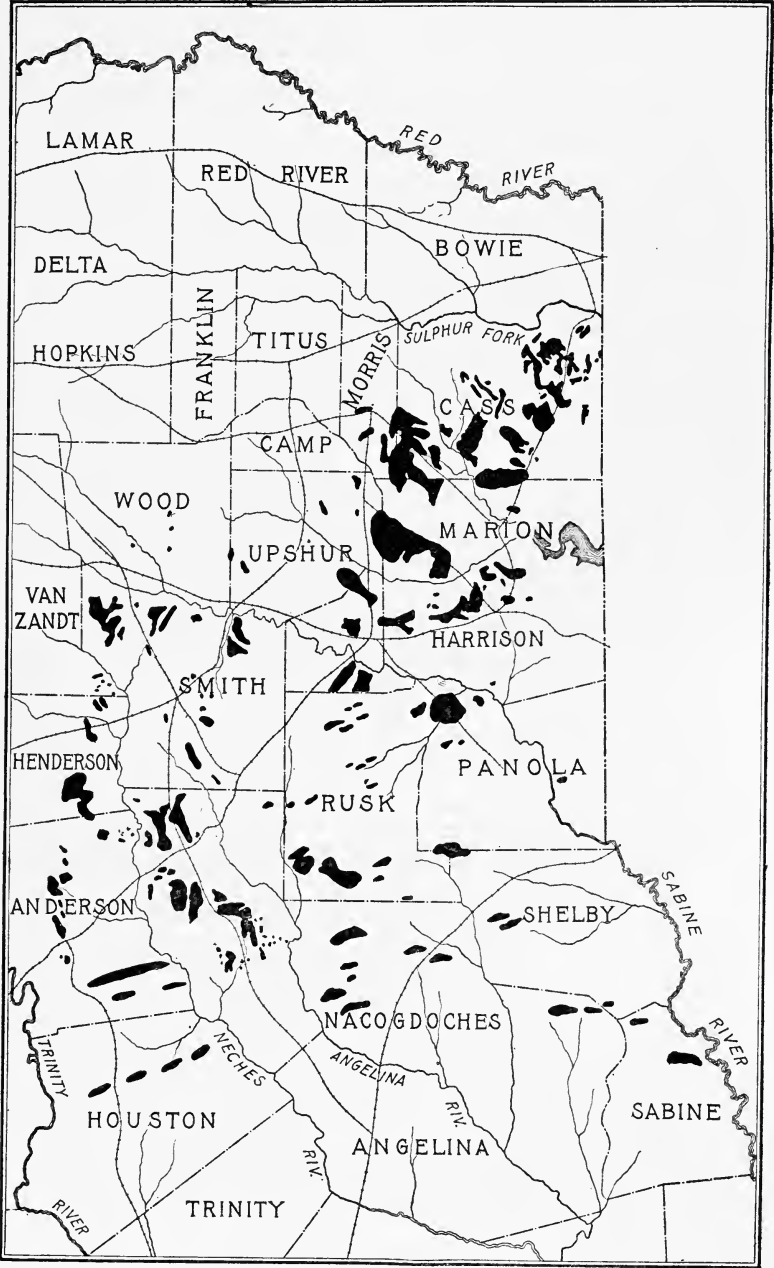 LAMAR
RED RIVER
RED
RIVER
BOWIE
DELTA
FRANKLIN
TITUS
SULPHUR FORK
HOPKINS
MORRIS
CASS
CAMP
WOOD
MARION
UPSHUR
VAN
ZANDT
HARRISON
SMITH
HENDERSON
PANOLA
RUSK
ANDERSON
SHELBY
SABINE
RIVER
NACOGDOCHES
TRINITY
RIVER
NECHES
RIV.
ANGELINA
RIV.
HOUSTON
ANGELINA
SABINE
TRINITY